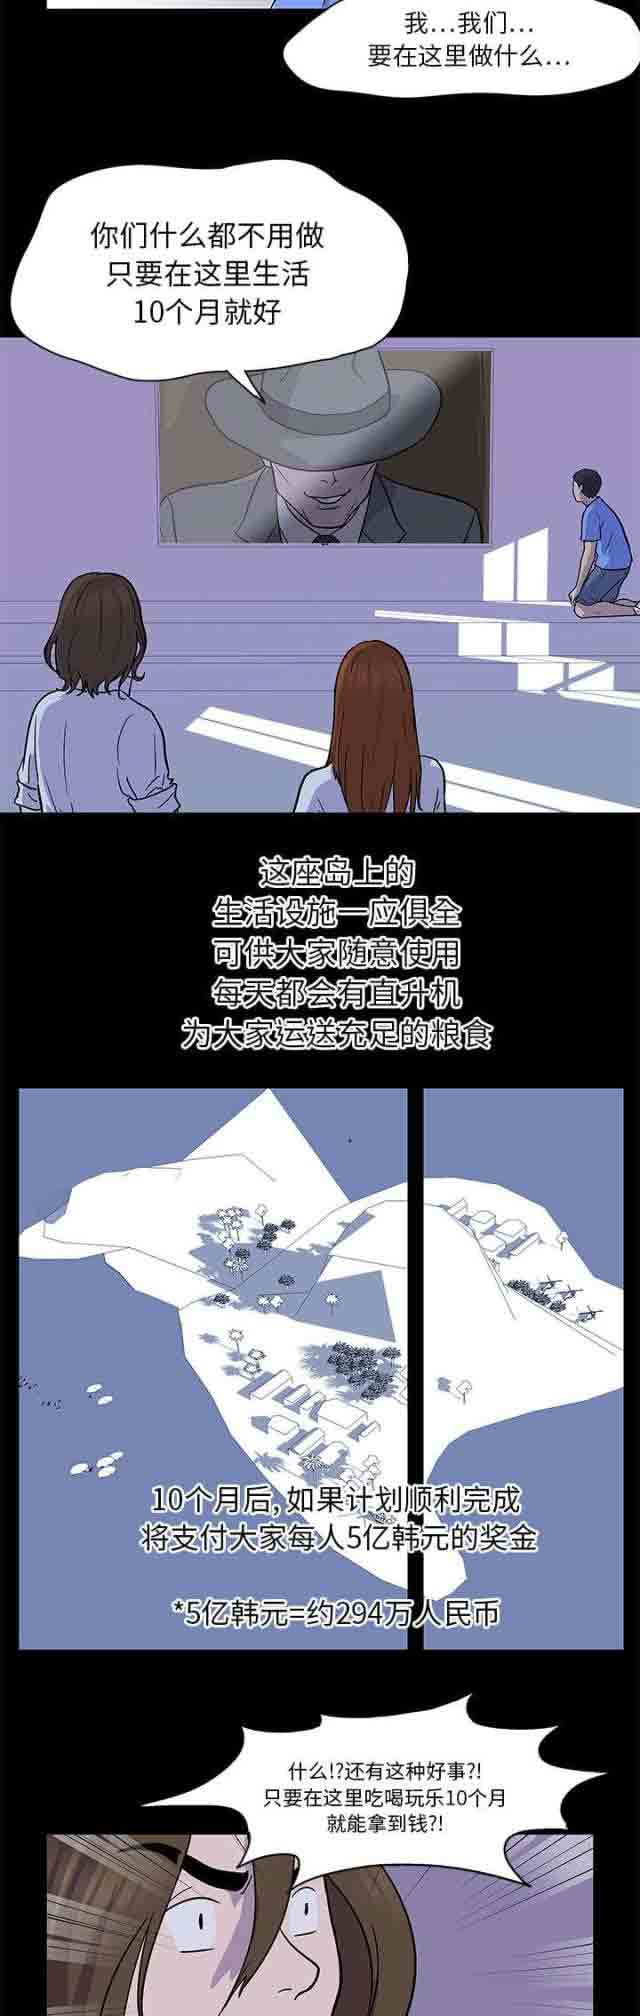 我...我们...
要在这里做什么...
你们什么都不用做
只要在这里生活
10个月就好
这座岛上的
生活设施一应俱全
可供大家随意使用
每天都会有直升机
为大家运送充足的粮食
10个月后, 如果计划顺利完成
将支付大家每人5亿韩元的奖金
*5亿韩元=约294万人民币
什么!?还有这种好事?!
只要在这里吃喝玩乐10个月
就能拿到钱?!